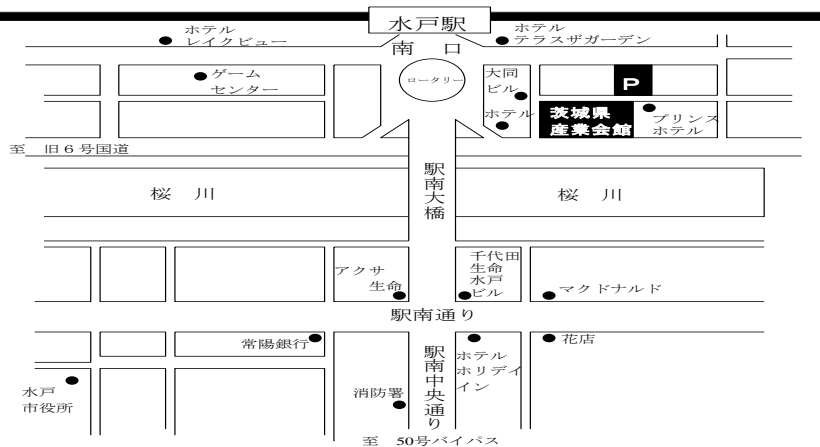 水戸駅
南 口
ホテル
レイクビュー
ホテル
テラスザガーデン
ゲーム
センター
ロータリー
大同
ビル
ホテル
P
茨城県
産業会館
プリンス
ホテル
至 旧6号国道
桜 川
駅南大橋
桜 川
アクサ
生命
千代田
生命
水戸
ビル
マクドナルド
駅南通り
常陽銀行
駅南中央通り
ホテル
ホリデイ
イン
花店
水戸
市役所
消防署
至 50号バイパス